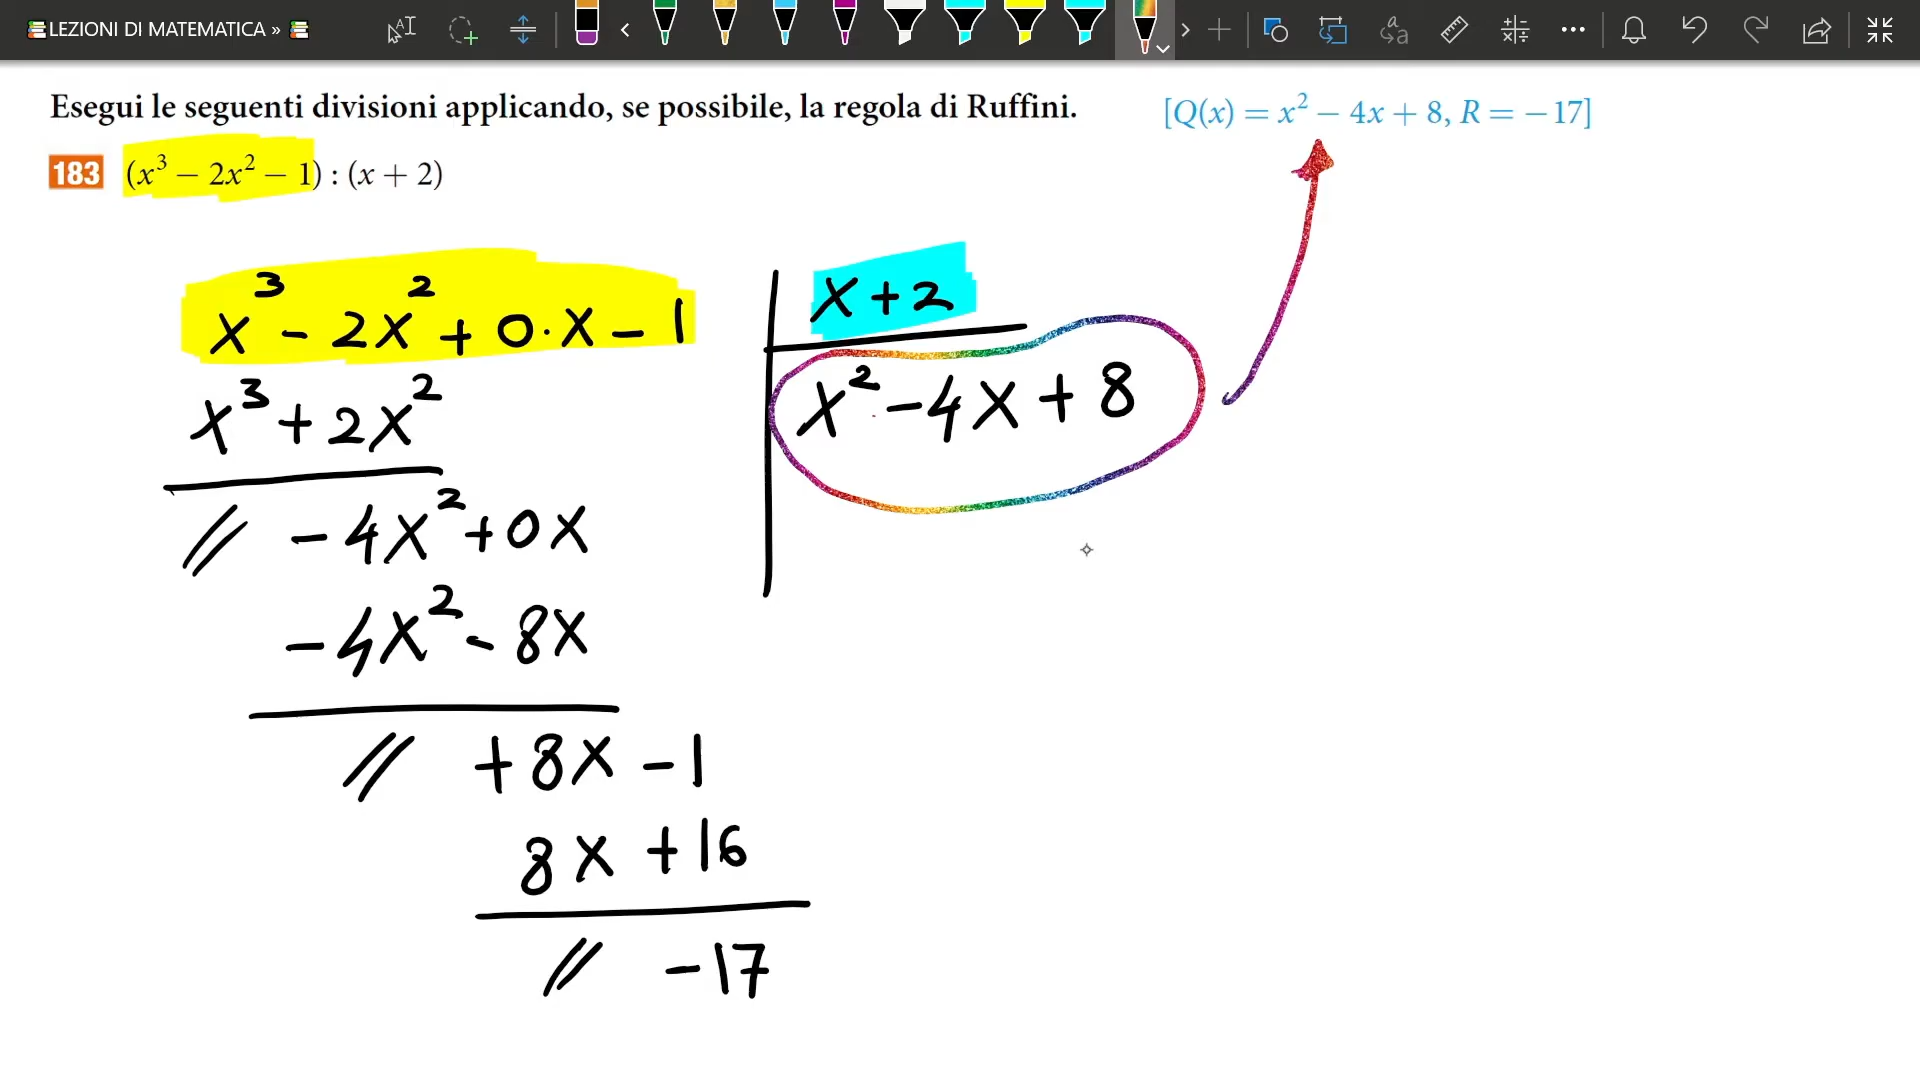 LEZIONI DI MATEMATICA »
Esegui le seguenti divisioni applicando, se possibile, la regola di Ruffini.
[Q(x) = x² − 4x + 8, R = −17]
183 (x³ − 2x² − 1) : (x + 2)
x³ - 2x² + 0·x - 1
x + 2
x³ + 2x²
x² - 4x + 8
// - 4x² + 0x
- 4x² - 8x
// + 8x - 1
8x + 16
// - 17